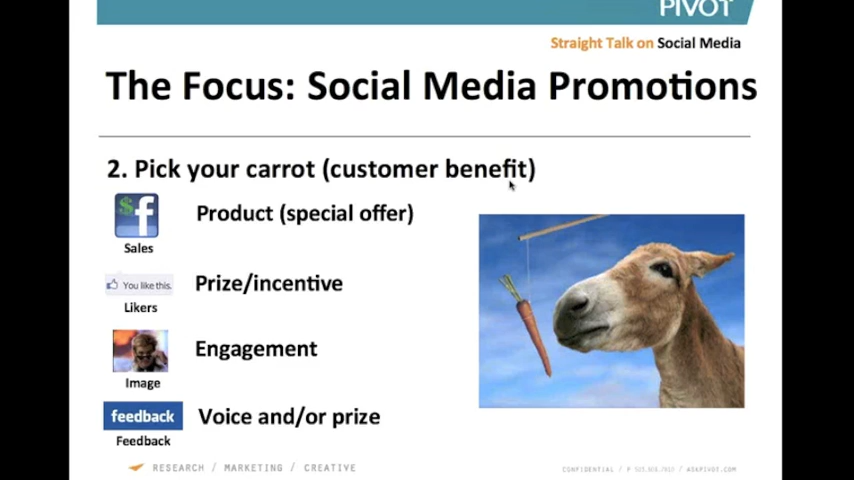 PIVOT
Straight Talk on Social Media
The Focus: Social Media Promotions
2. Pick your carrot (customer benefit)
Product (special offer)
Sales
You like this.
Prize/incentive
Likers
Engagement
Image
feedback
Voice and/or prize
Feedback
RESEARCH / MARKETING / CREATIVE
CONFIDENTIAL / P / ASKPIVOT.COM